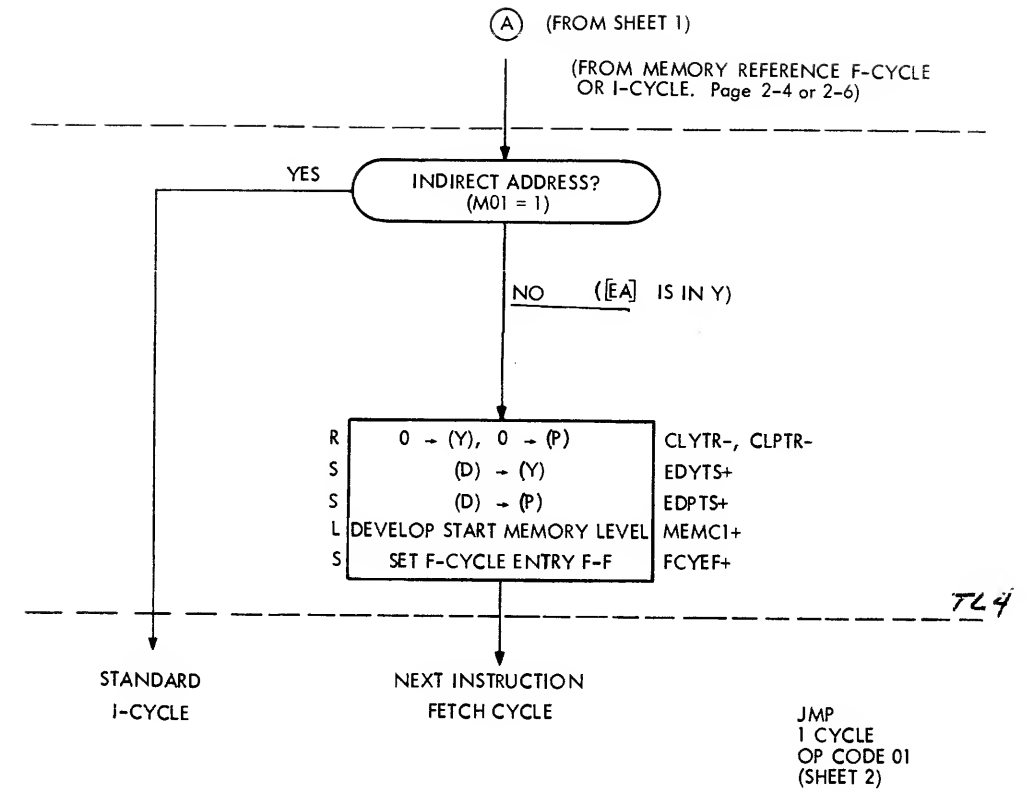 A (FROM SHEET 1)
(FROM MEMORY REFERENCE F-CYCLE
OR I-CYCLE. Page 2-4 or 2-6)
YES
INDIRECT ADDRESS?
(M01 = 1)
NO ([EA] IS IN Y)
R 0 → (Y), 0 → (P) CLYTR-, CLPTR-
S (D) → (Y) EDYTS+
S (D) → (P) EDPTS+
L DEVELOP START MEMORY LEVEL MEMCI+
S SET F-CYCLE ENTRY F-F FCYEF+
TL4
STANDARD
I-CYCLE
NEXT INSTRUCTION
FETCH CYCLE
JMP
1 CYCLE
OP CODE 01
(SHEET 2)